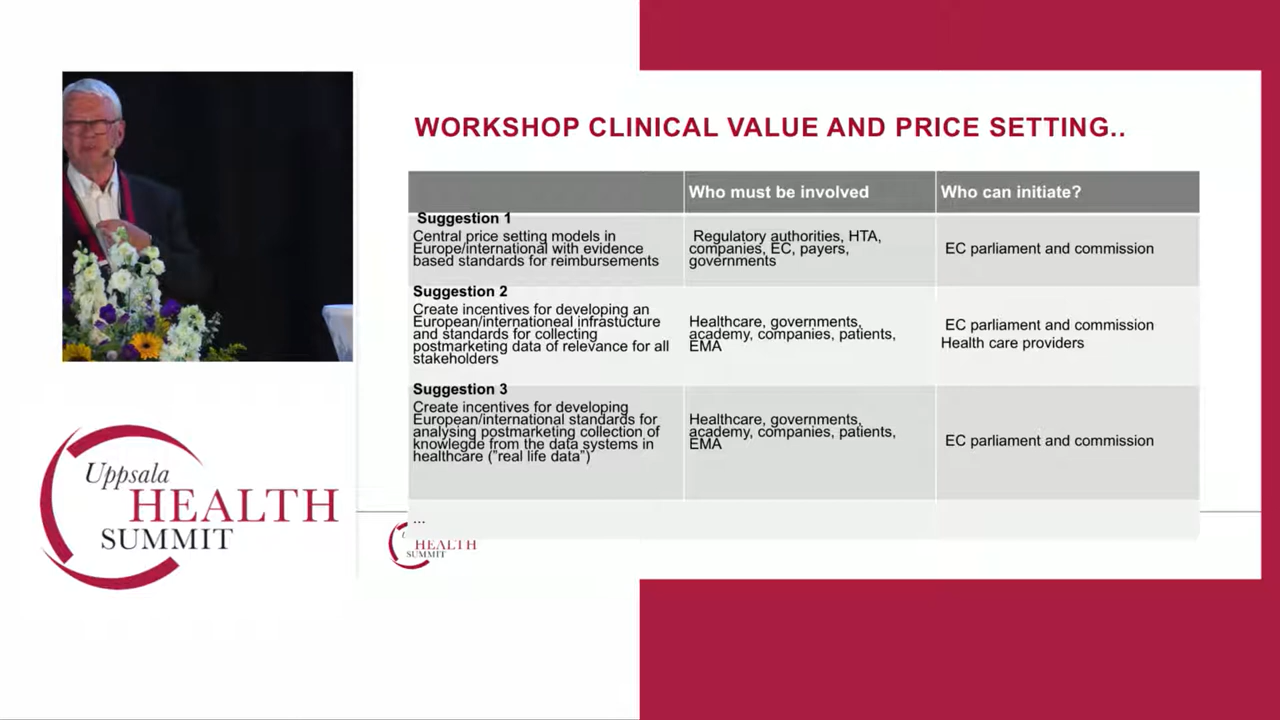 WORKSHOP CLINICAL VALUE AND PRICE SETTING..
Who must be involved
Who can initiate?
Suggestion 1
Central price setting models in
Europe/international with evidence
based standards for reimbursements
Regulatory authorities, HTA,
companies, EC, payers,
governments
EC parliament and commission
Suggestion 2
Create incentives for developing an
European/internationeal infrastucture
and standards for collecting
postmarketing data of relevance for all
stakeholders
Healthcare, governments,
academy, companies, patients,
EMA
EC parliament and commission
Health care providers
Suggestion 3
Create incentives for developing
European/international standards for
analysing postmarketing collection of
knowlegde from the data systems in
healthcare ("real life data")
Healthcare, governments,
academy, companies, patients,
EMA
EC parliament and commission
...
HEALTH
SUMMIT
Uppsala
HEALTH
SUMMIT